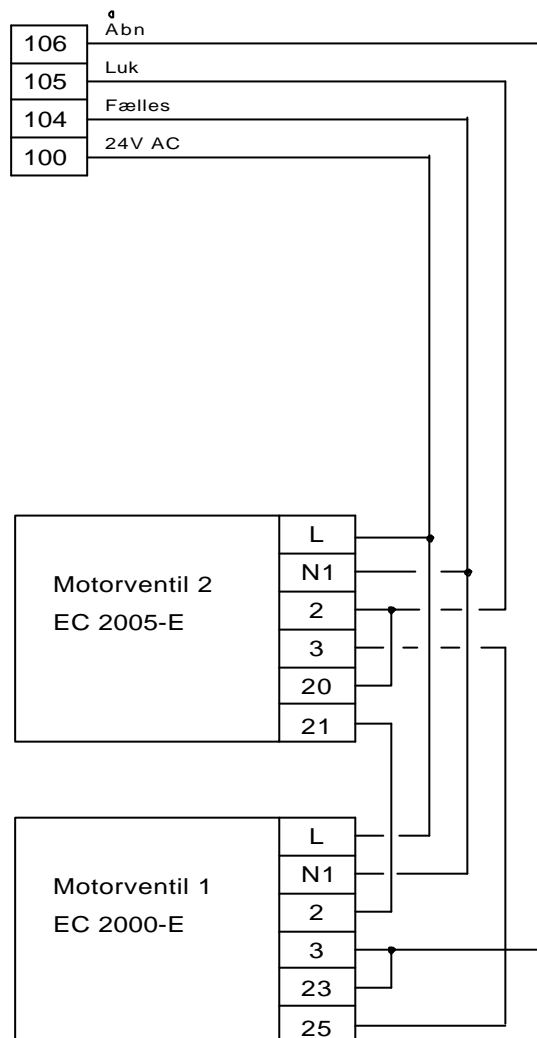 106 Åbn
105 Luk
104 Fælles
100 24V AC
Motorventil 2
EC 2005-E
L
N1
2
3
20
21
Motorventil 1
EC 2000-E
L
N1
2
3
23
25